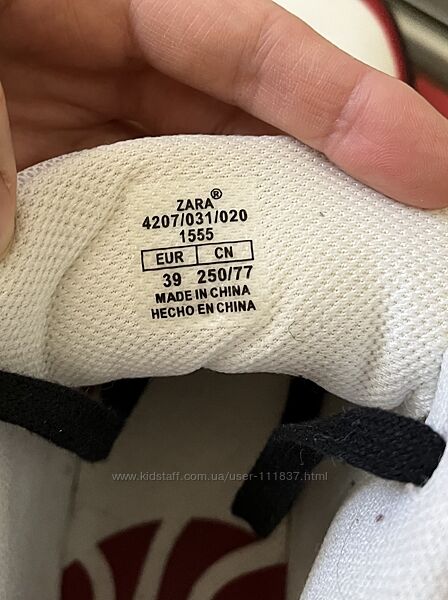 ZARA®
4207/031/020
1555
EUR CN
39 250/77
MADE IN CHINA
HECHO EN CHINA
www.kidstaff.com.ua/user-111837.html